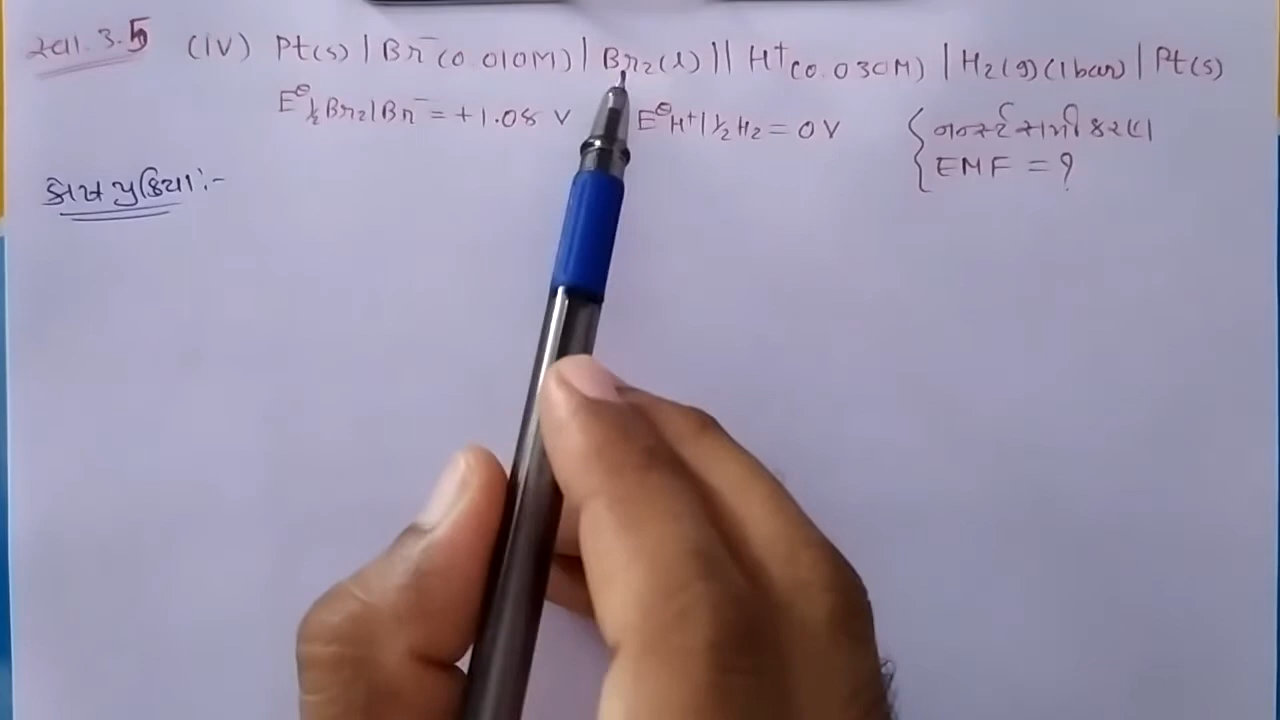 સ્વા. 3.5 (iv) Pt(s) | Br⁻(0.010M) | Br₂(l) || H⁺(0.030M) | H₂(g)(1bar) | Pt(s)
E⊖½Br₂|Br⁻ = +1.08 V E⊖H⁺|½H₂ = 0 V { નર્ન્સ્ટ સમીકરણ
EMF = ?
કોષ પ્રક્રિયા :-